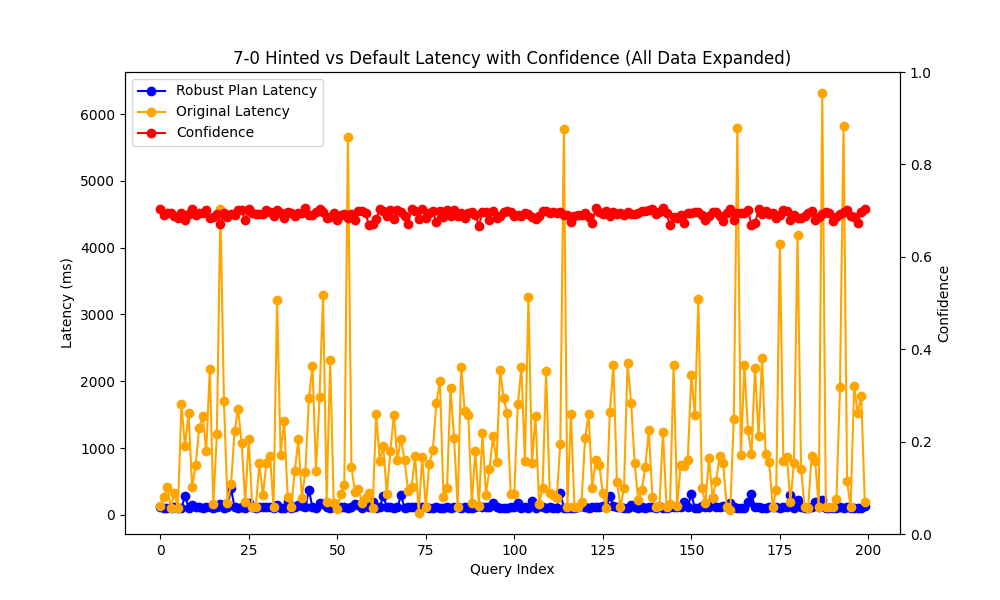 7-0 Hinted vs Default Latency with Confidence (All Data Expanded)
Robust Plan Latency
Original Latency
Confidence
6000
5000
4000
3000
2000
1000
0
Latency (ms)
1.0
0.8
0.6
0.4
0.2
0.0
Confidence
0 25 50 75 100 125 150 175 200
Query Index